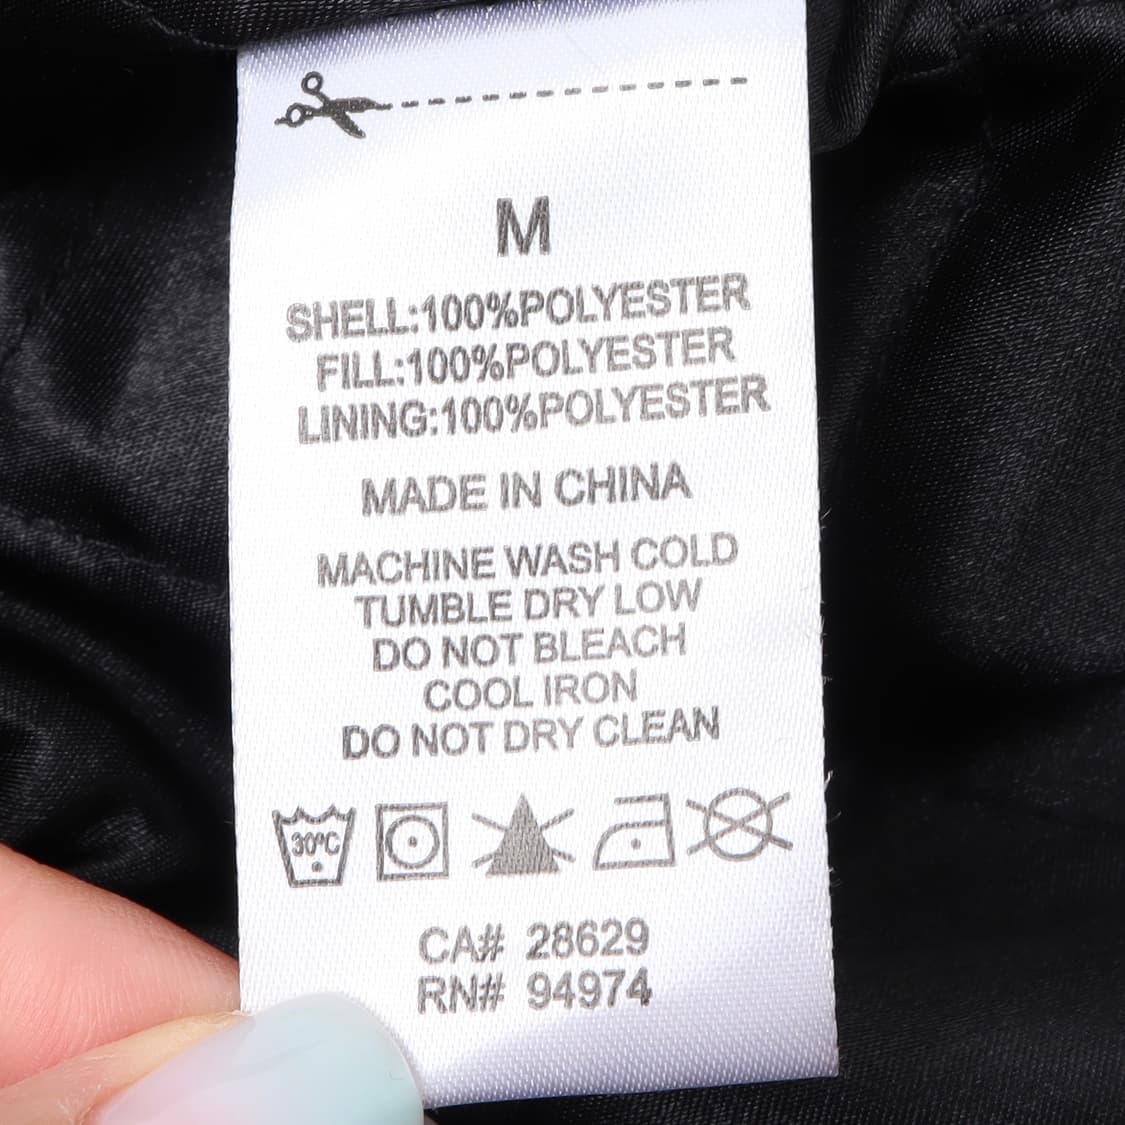 M
SHELL:100%POLYESTER
FILL:100%POLYESTER
LINING:100%POLYESTER
MADE IN CHINA
MACHINE WASH COLD
TUMBLE DRY LOW
DO NOT BLEACH
COOL IRON
DO NOT DRY CLEAN
30°C
CA# 28629
RN# 94974